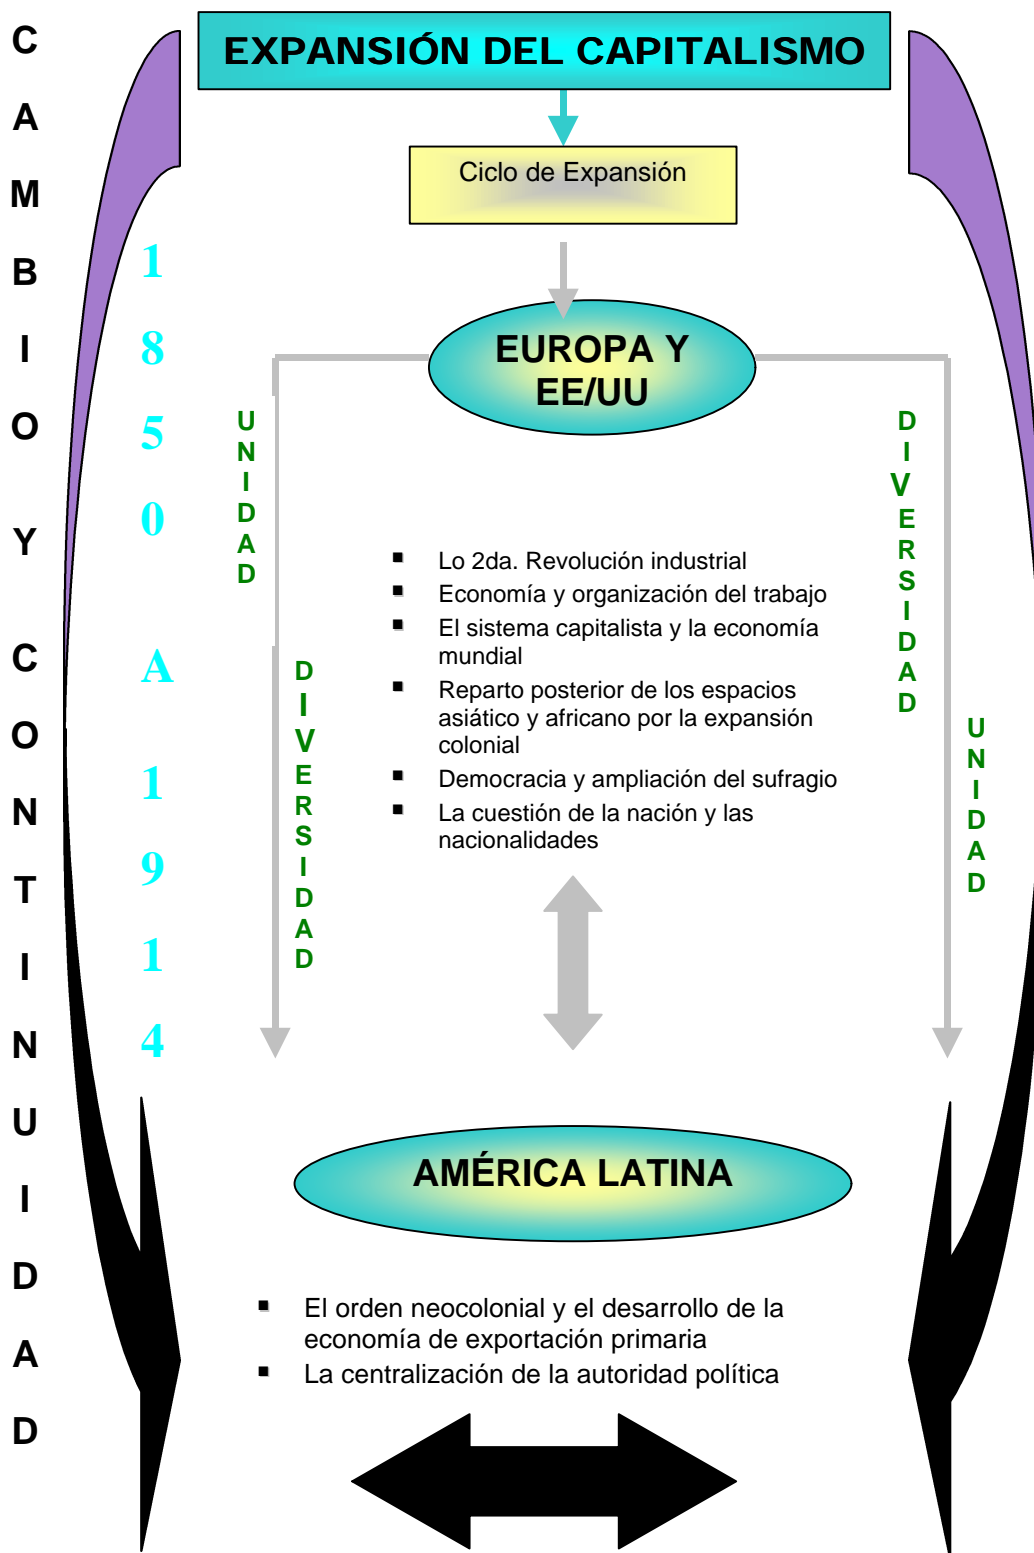 CAMBIO Y CONTINUIDAD
EXPANSIÓN DEL CAPITALISMO
Ciclo de Expansión
1850 A 1914
EUROPA Y
EE/UU
UNIDAD
DIVERSIDAD
DIVERSIDAD
UNIDAD
▪ Lo 2da. Revolución industrial
▪ Economía y organización del trabajo
▪ El sistema capitalista y la economía
mundial
▪ Reparto posterior de los espacios
asiático y africano por la expansión
colonial
▪ Democracia y ampliación del sufragio
▪ La cuestión de la nación y las
nacionalidades
AMÉRICA LATINA
▪ El orden neocolonial y el desarrollo de la
economía de exportación primaria
▪ La centralización de la autoridad política